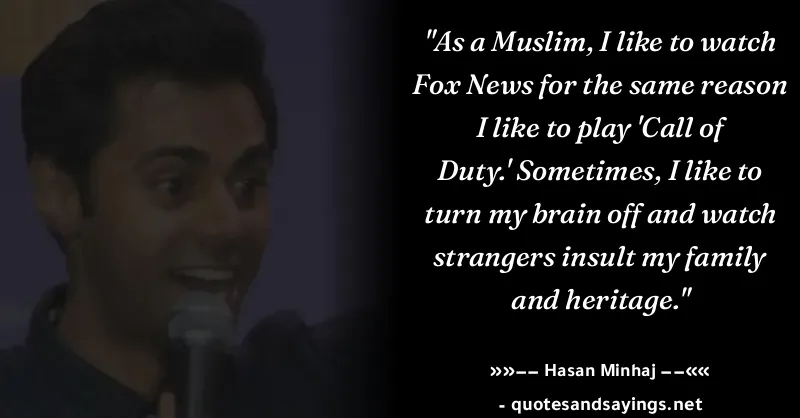 "As a Muslim, I like to watch
Fox News for the same reason
I like to play 'Call of
Duty.' Sometimes, I like to
turn my brain off and watch
strangers insult my family
and heritage."
»»–– Hasan Minhaj ––««
- quotesandsayings.net